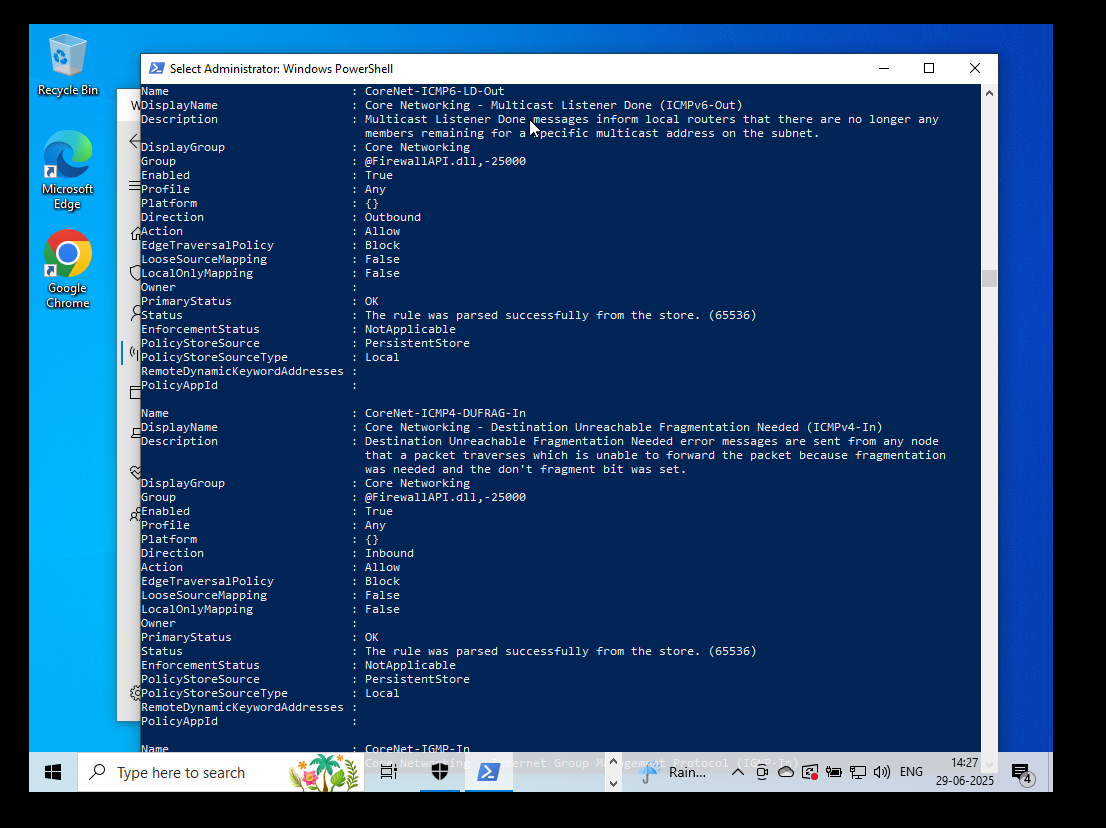 Recycle Bin
Microsoft
Edge
Google
Chrome
W
Select Administrator: Windows PowerShell
Name : CoreNet-ICMP6-LD-Out
DisplayName : Core Networking - Multicast Listener Done (ICMPv6-Out)
Description : Multicast Listener Done messages inform local routers that there are no longer any
members remaining for a specific multicast address on the subnet.
DisplayGroup : Core Networking
Group : @FirewallAPI.dll,-25000
Enabled : True
Profile : Any
Platform : {}
Direction : Outbound
Action : Allow
EdgeTraversalPolicy : Block
LooseSourceMapping : False
LocalOnlyMapping : False
Owner :
PrimaryStatus : OK
Status : The rule was parsed successfully from the store. (65536)
EnforcementStatus : NotApplicable
PolicyStoreSource : PersistentStore
PolicyStoreSourceType : Local
RemoteDynamicKeywordAddresses :
PolicyAppId :
Name : CoreNet-ICMP4-DUFRAG-In
DisplayName : Core Networking - Destination Unreachable Fragmentation Needed (ICMPv4-In)
Description : Destination Unreachable Fragmentation Needed error messages are sent from any node
that a packet traverses which is unable to forward the packet because fragmentation
was needed and the don't fragment bit was set.
DisplayGroup : Core Networking
Group : @FirewallAPI.dll,-25000
Enabled : True
Profile : Any
Platform : {}
Direction : Inbound
Action : Allow
EdgeTraversalPolicy : Block
LooseSourceMapping : False
LocalOnlyMapping : False
Owner :
PrimaryStatus : OK
Status : The rule was parsed successfully from the store. (65536)
EnforcementStatus : NotApplicable
PolicyStoreSource : PersistentStore
PolicyStoreSourceType : Local
RemoteDynamicKeywordAddresses :
PolicyAppId :
Name : CoreNet-IGMP-In
Core Networking - Internet Group Management Protocol (IGMP-In)
Type here to search
Rain...
ENG
14:27
29-06-2025
4